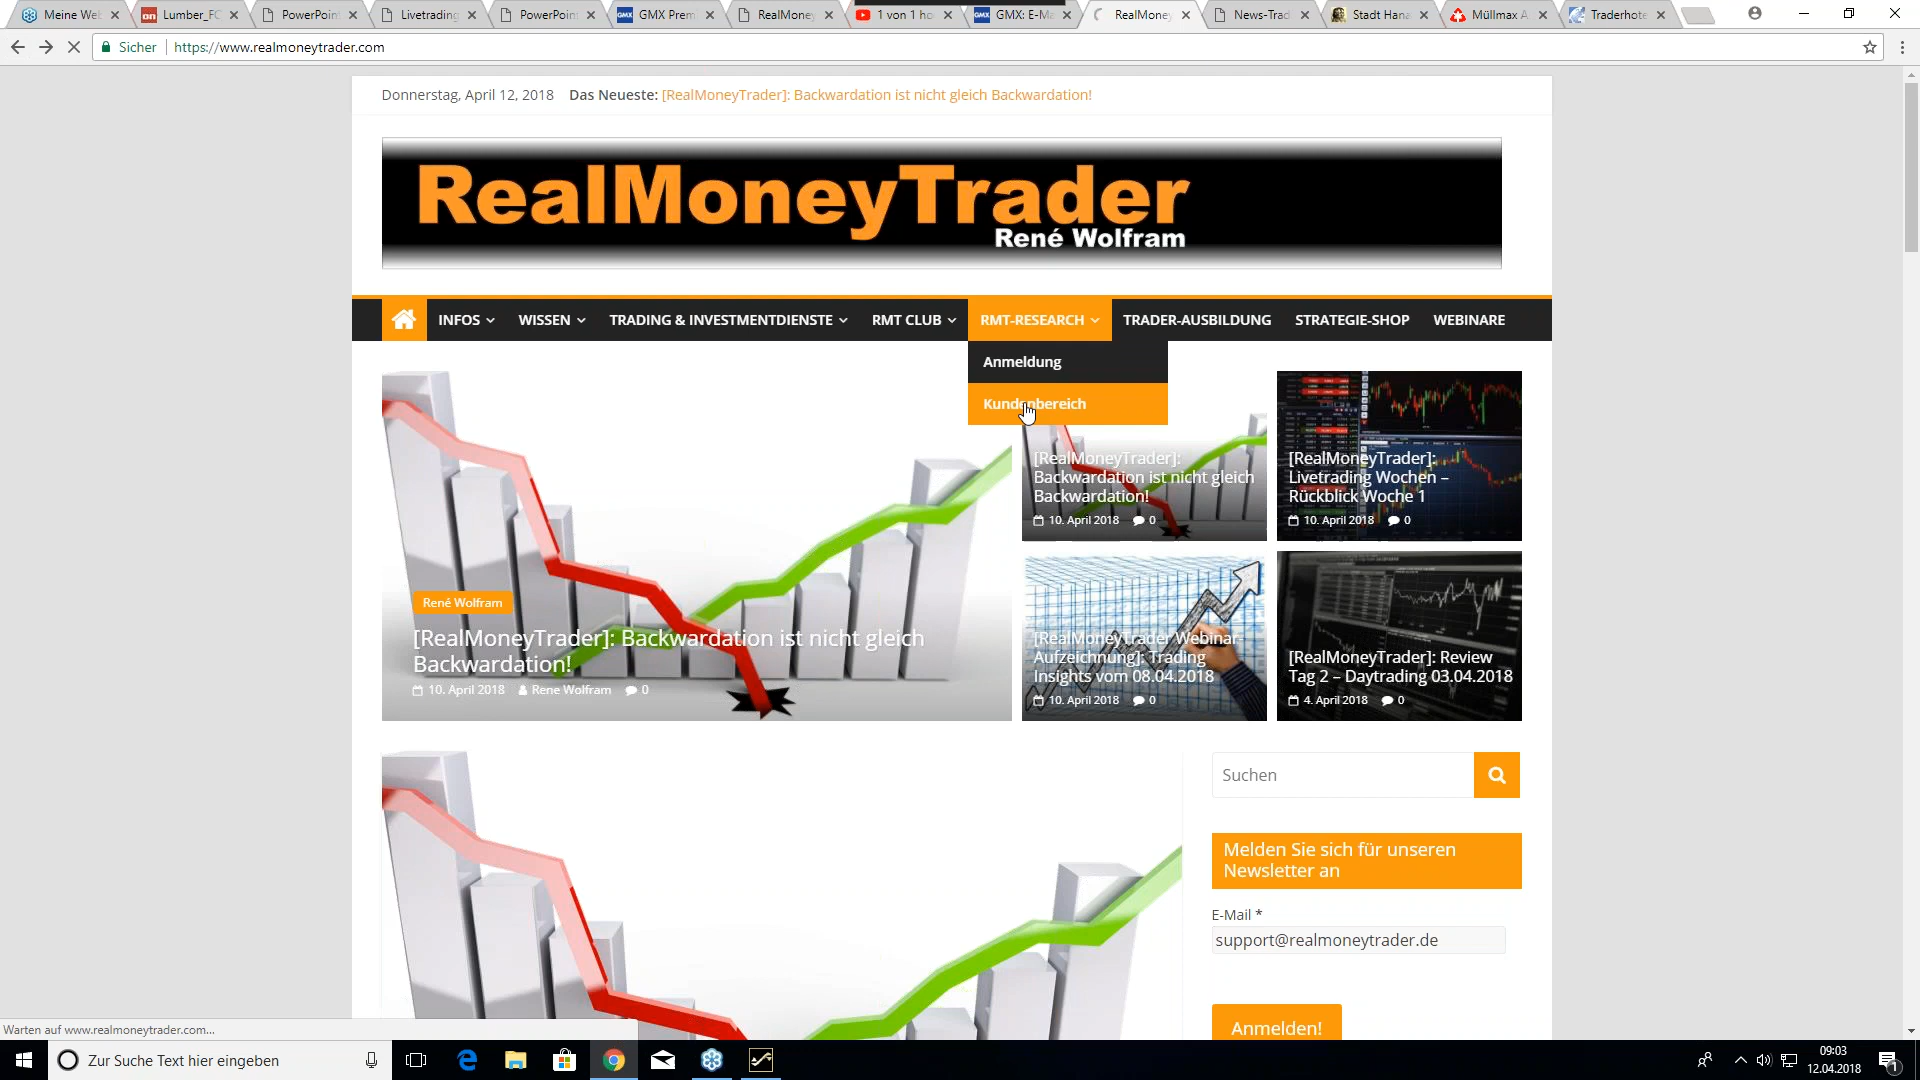 Meine Web
Lumber_FC
PowerPoin
Livetrading
PowerPoin
GMX Prem
RealMoney
1 von 1 ho
GMX: E-Ma
RealMoney
News-Trad
Stadt Hana
Müllmax A
Traderhote
Sicher
https://www.realmoneytrader.com
Donnerstag, April 12, 2018 Das Neueste: [RealMoneyTrader]: Backwardation ist nicht gleich Backwardation!
RealMoneyTrader
René Wolfram
INFOS WISSEN TRADING & INVESTMENTDIENSTE RMT CLUB RMT-RESEARCH TRADER-AUSBILDUNG STRATEGIE-SHOP WEBINARE
Anmeldung
Kundenbereich
René Wolfram
[RealMoneyTrader]: Backwardation ist nicht gleich
Backwardation!
10. April 2018 Rene Wolfram 0
[RealMoneyTrader]:
Backwardation ist nicht gleich
Backwardation!
10. April 2018 0
[RealMoneyTrader]:
Livetrading Wochen –
Rückblick Woche 1
10. April 2018 0
[RealMoneyTrader Webinar-
Aufzeichnung]: Trading
Insights vom 08.04.2018
10. April 2018 0
[RealMoneyTrader]: Review
Tag 2 – Daytrading 03.04.2018
4. April 2018 0
Suchen
Melden Sie sich für unseren
Newsletter an
E-Mail *
support@realmoneytrader.de
Anmelden!
Warten auf www.realmoneytrader.com...
Zur Suche Text hier eingeben
09:03
12.04.2018
1